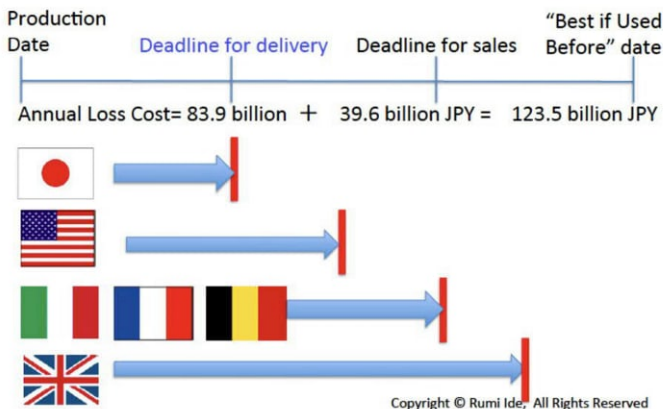 Production
Date
Deadline for delivery
Deadline for sales
“Best if Used
Before” date
Annual Loss Cost= 83.9 billion + 39.6 billion JPY = 123.5 billion JPY
Copyright © Rumi Ide, All Rights Reserved